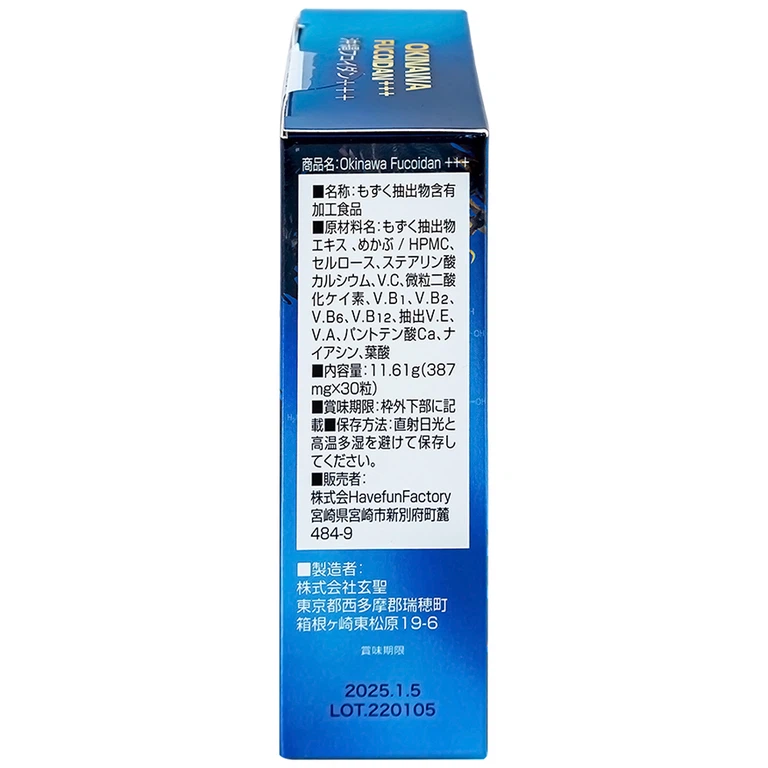 OKINAWA
FUCOIDAN+++
沖縄フコイダン+++
商品名:Okinawa Fucoidan +++
■名称:もずく抽出物含有
加工食品
■原材料名:もずく抽出物
エキス、めかぶ / HPMC、
セルロース、ステアリン酸
カルシウム、V.C、微粒二酸
化ケイ素、V.B1、V.B2、
V.B6、V.B12、抽出V.E、
V.A、パントテン酸Ca、ナ
イアシン、葉酸
■内容量:11.61g(387
mg×30粒)
■賞味期限:枠外下部に記
載■保存方法:直射日光と
高温多湿を避けて保存し
てください。
■販売者:
株式会社HavefunFactory
宮崎県宮崎市新別府町麓
484-9
■製造者:
株式会社玄聖
東京都西多摩郡瑞穂町
箱根ヶ崎東松原19-6
賞味期限
2025.1.5
LOT.220105